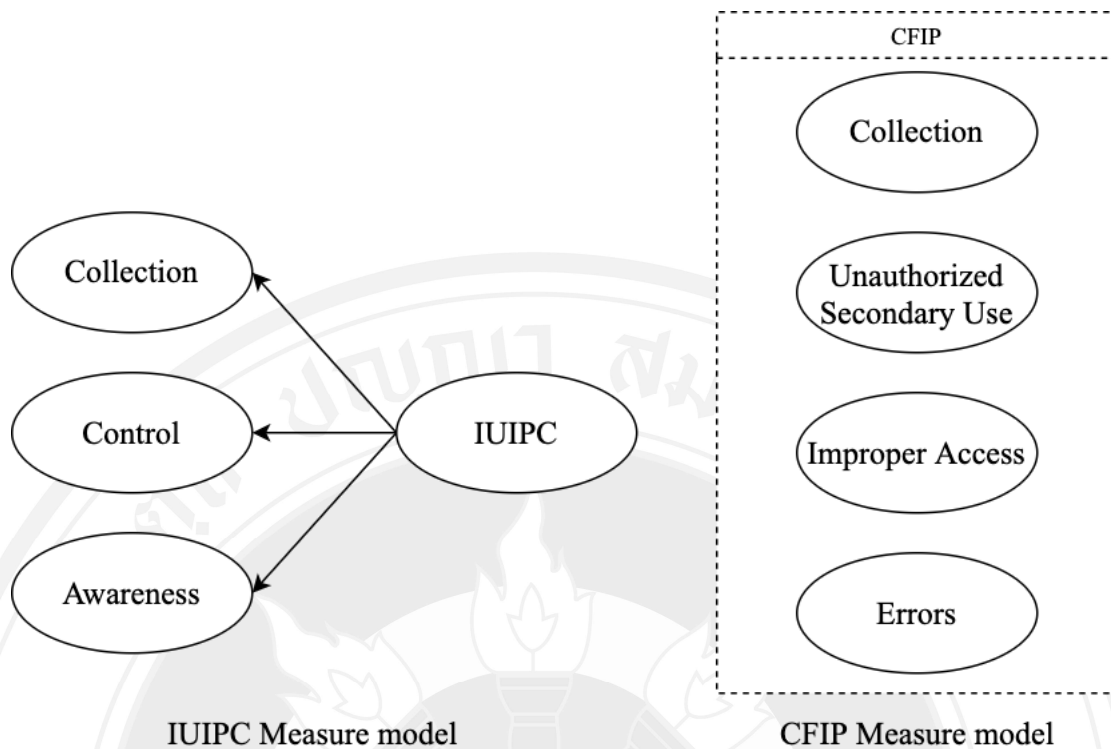 CFIP
Collection
Unauthorized
Secondary Use
Improper Access
Errors
Collection
Control
Awareness
IUIPC
IUIPC Measure model
CFIP Measure model